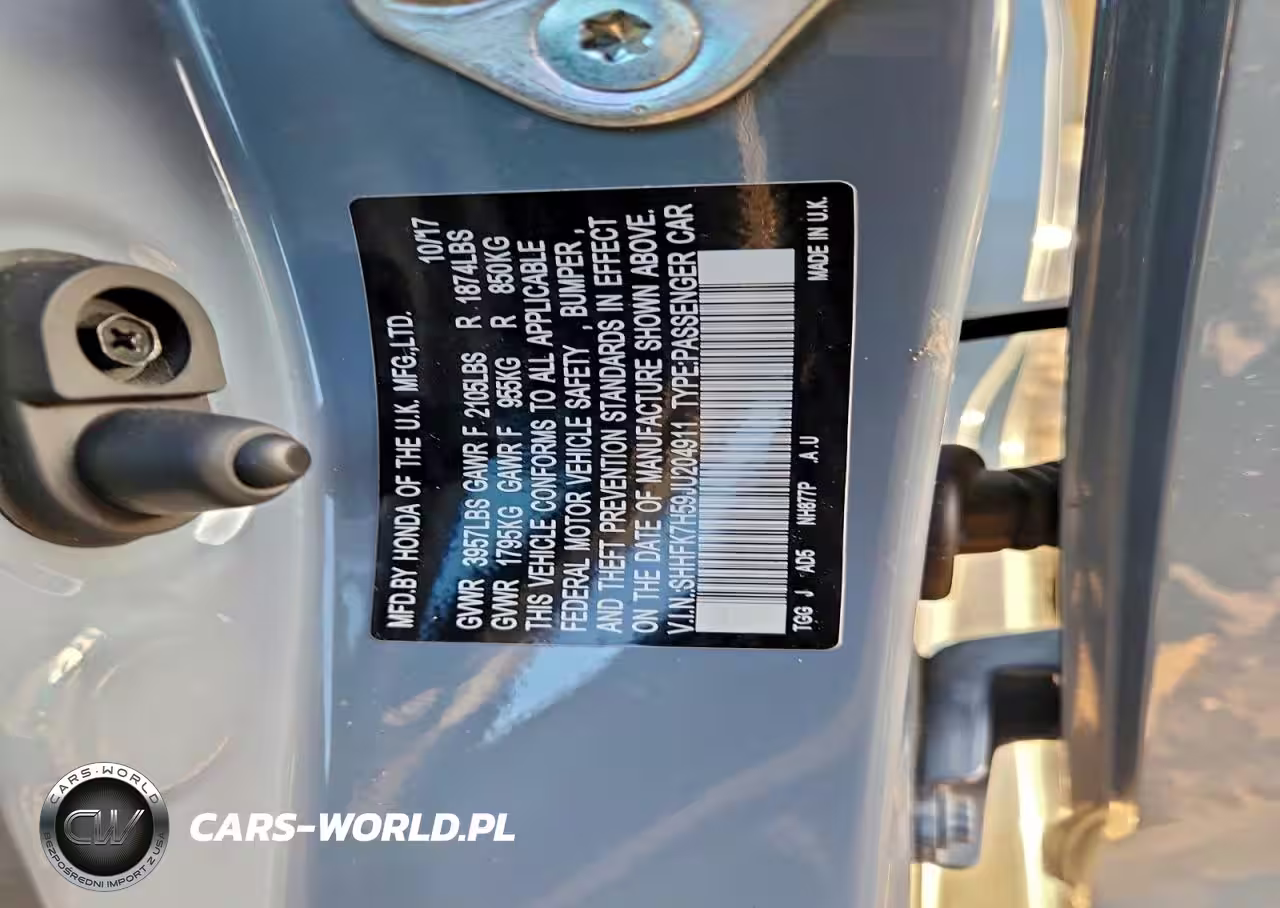 MFD.BY HONDA OF THE U.K. MFG.,LTD. 10/17
GVWR 3957LBS GAWR F 2105LBS R 1874LBS
GVWR 1795KG GAWR F 955KG R 850KG
THIS VEHICLE CONFORMS TO ALL APPLICABLE
FEDERAL MOTOR VEHICLE SAFETY , BUMPER ,
AND THEFT PREVENTION STANDARDS IN EFFECT
ON THE DATE OF MANUFACTURE SHOWN ABOVE.
V.I.N.:SHHFK7H59JU204911 TYPE:PASSENGER CAR
TGG J AD5 NH877P .A.U MADE IN U.K.
CARS-WORLD
CW
BEZPOŚREDNI IMPORT Z USA
CARS-WORLD.PL